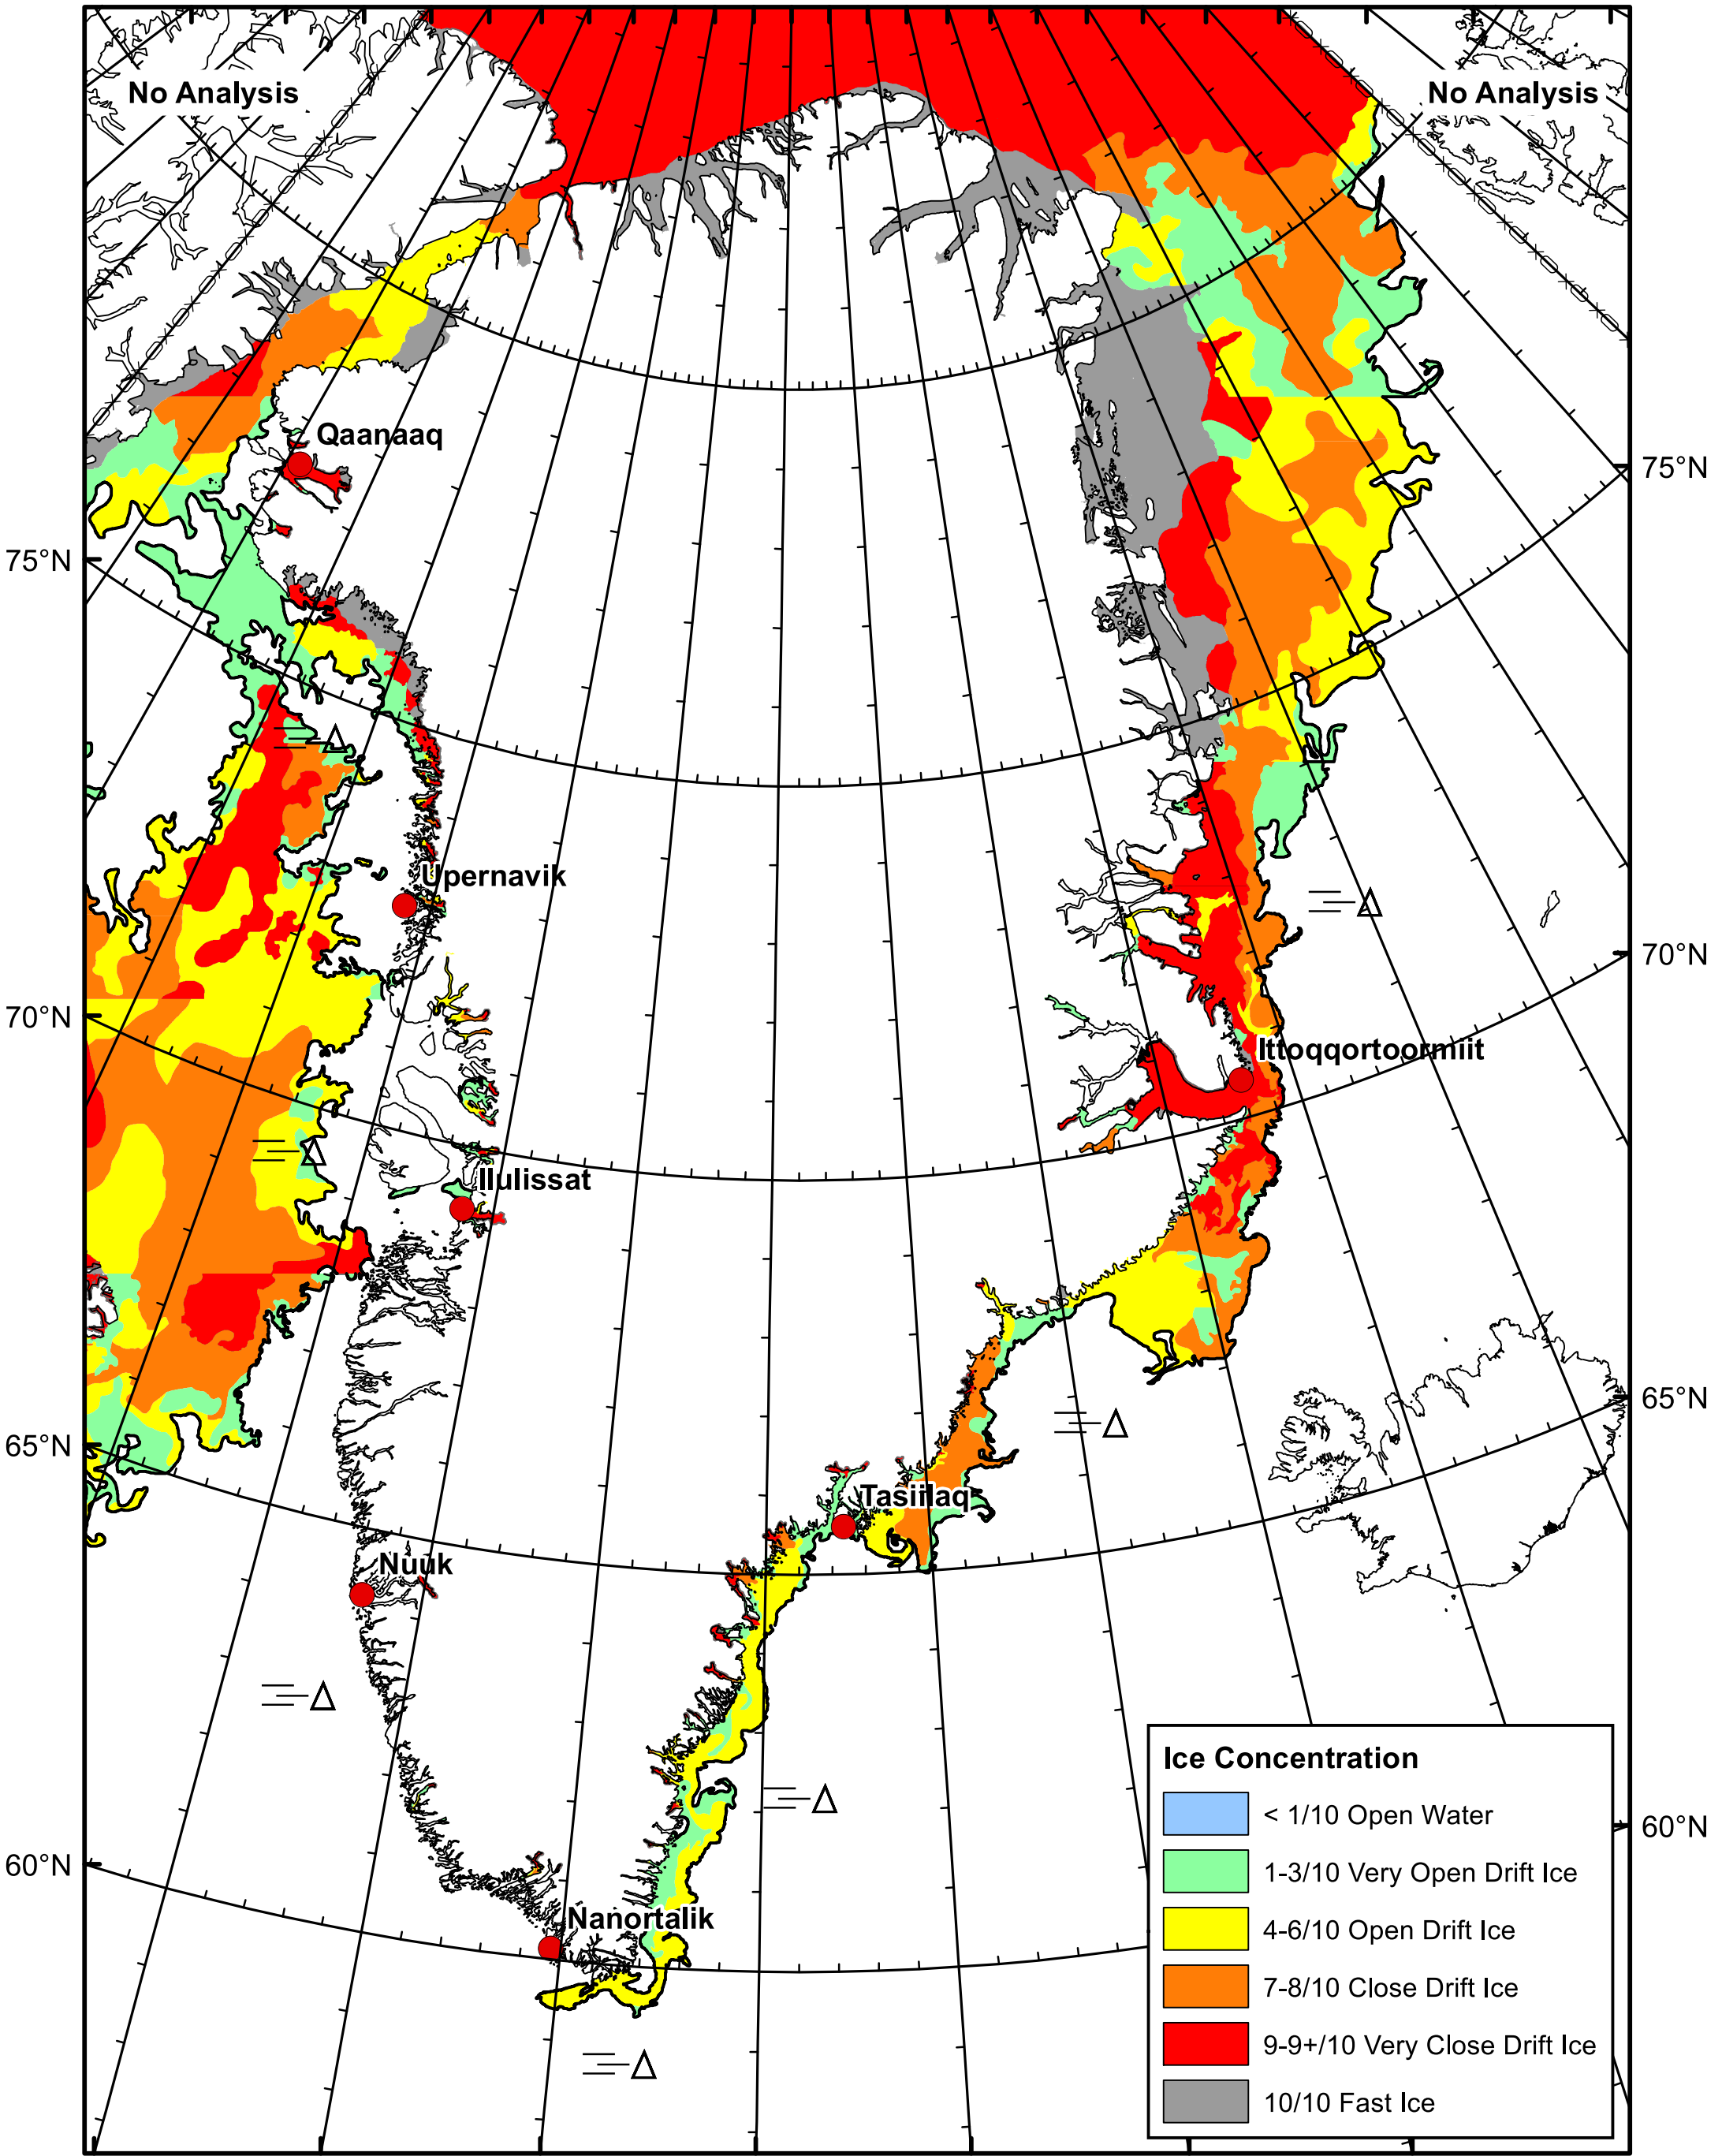 No Analysis
No Analysis
Qaanaaq
75°N
75°N
Upernavik
70°N
70°N
Ittoqqortoormiit
Ilulissat
65°N
65°N
Tasiilaq
Nuuk
60°N
60°N
Nanortalik
Ice Concentration
< 1/10 Open Water
1-3/10 Very Open Drift Ice
4-6/10 Open Drift Ice
7-8/10 Close Drift Ice
9-9+/10 Very Close Drift Ice
10/10 Fast Ice